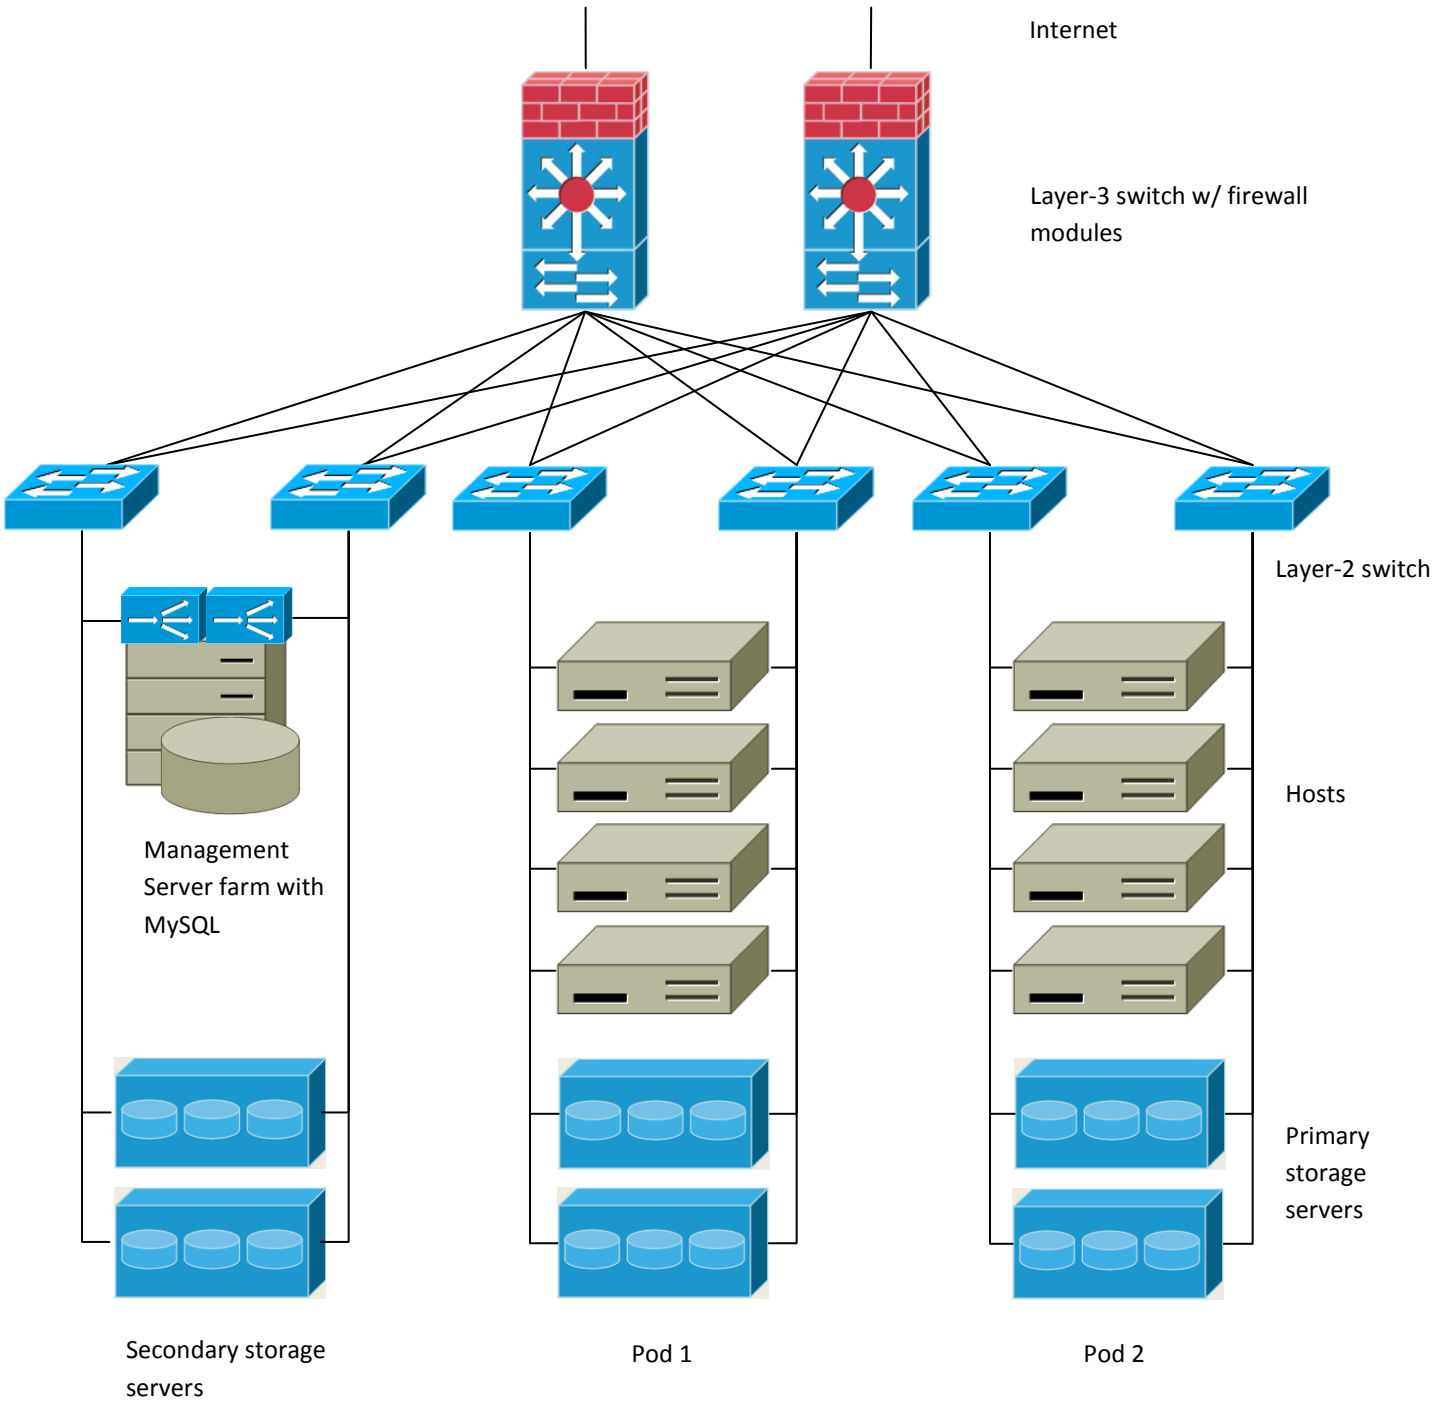 Internet
Layer-3 switch w/ firewall
modules
Layer-2 switch
Hosts
Management
Server farm with
MySQL
Primary
storage
servers
Secondary storage
servers
Pod 1
Pod 2